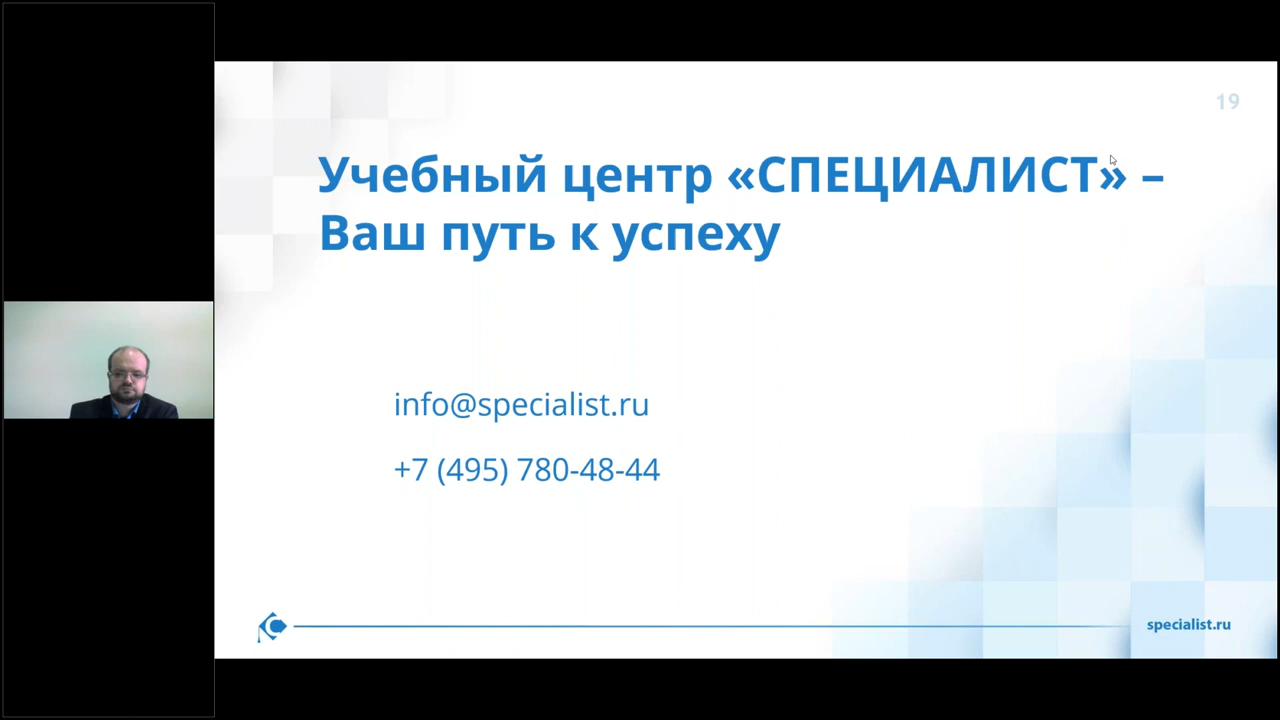 19
Учебный центр «СПЕЦИАЛИСТ» –
Ваш путь к успеху
info@specialist.ru
+7 (495) 780-48-44
specialist.ru